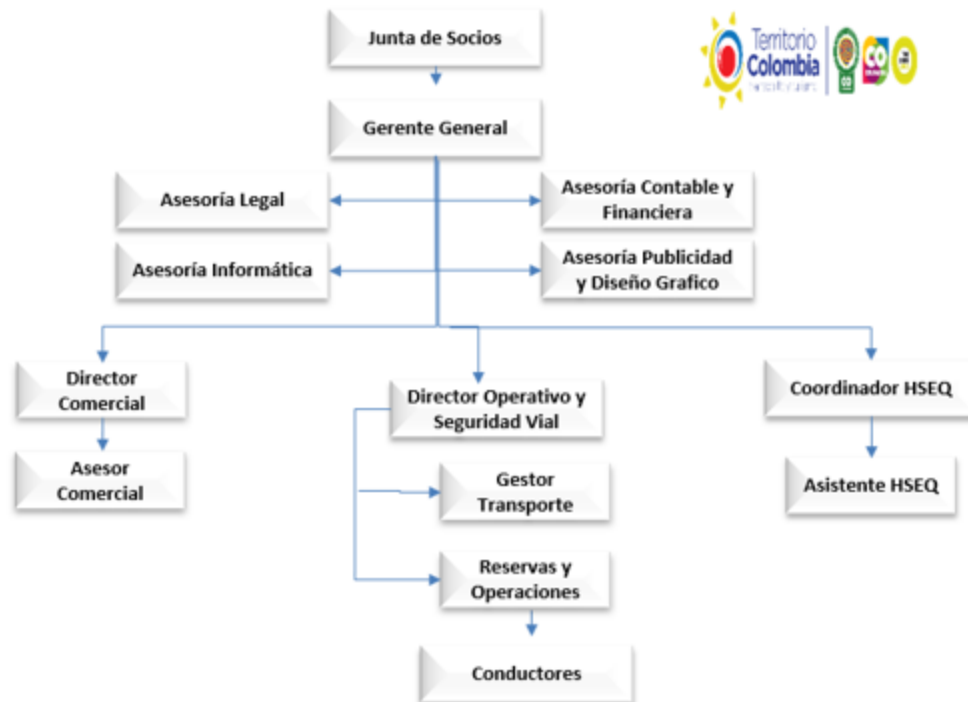 Junta de Socios
Territorio
Colombia
CO
Gerente General
Asesoría Legal
Asesoría Contable y
Financiera
Asesoría Informática
Asesoría Publicidad
y Diseño Grafico
Director
Comercial
Director Operativo y
Seguridad Vial
Coordinador HSEQ
Asesor
Comercial
Gestor
Transporte
Asistente HSEQ
Reservas y
Operaciones
Conductores